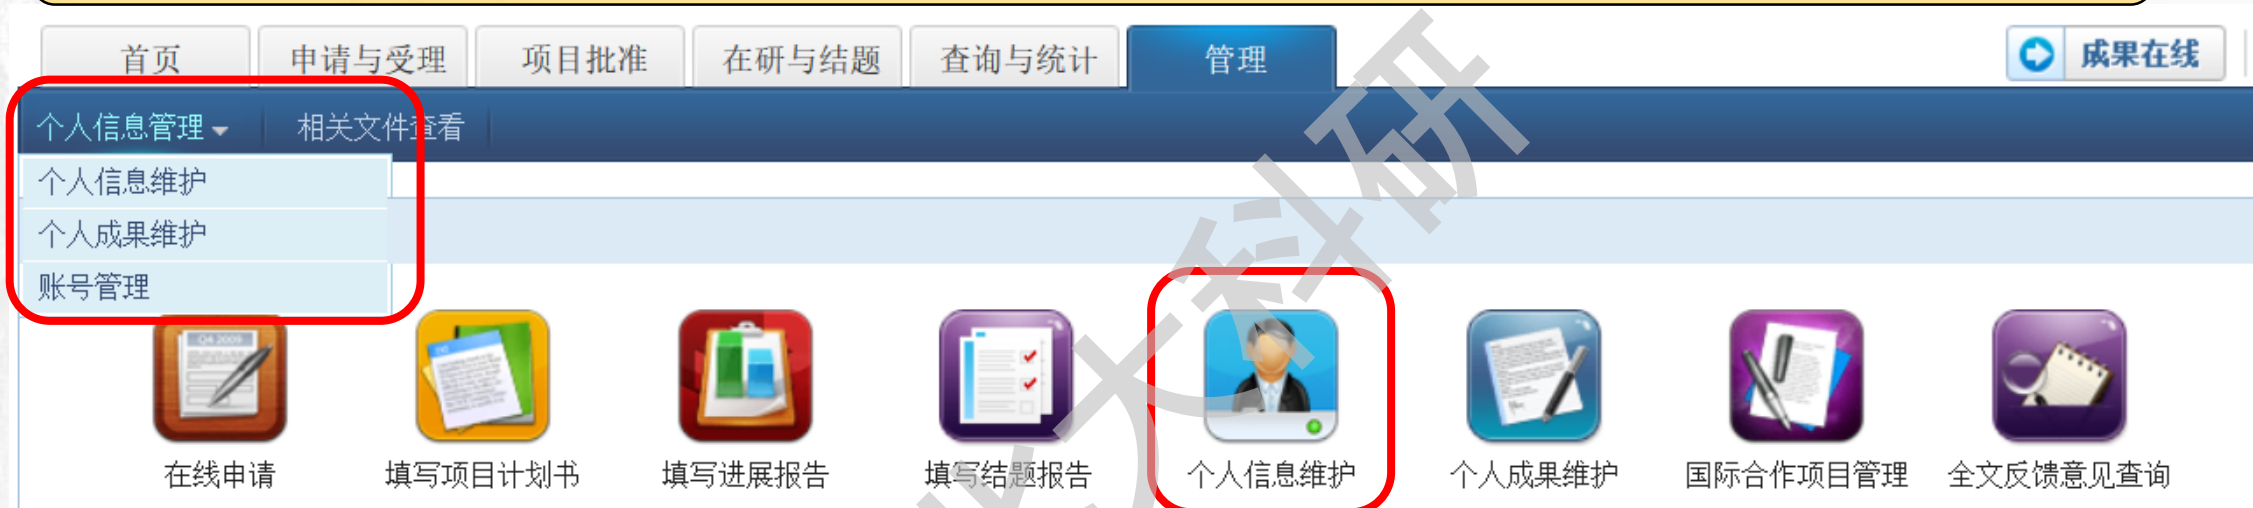 首页 申请与受理 项目批准 在研与结题 查询与统计 管理 成果在线
个人信息管理 相关文件查看
个人信息维护
个人成果维护
账号管理
Q4 2009
在线申请 填写项目计划书 填写进展报告 填写结题报告 个人信息维护 个人成果维护 国际合作项目管理 全文反馈意见查询
大科研